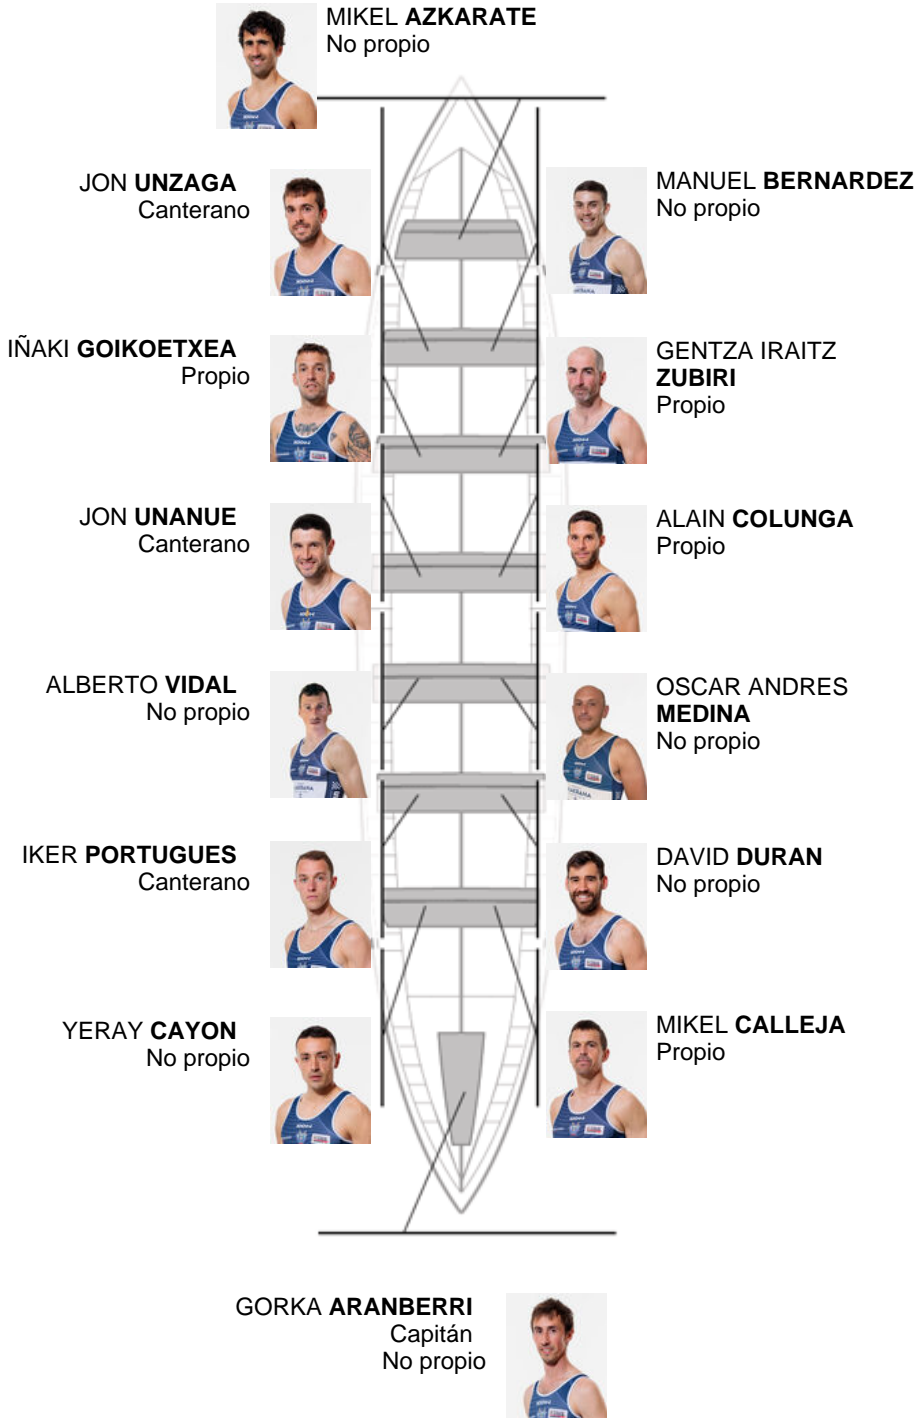 MIKEL AZKARATE
No propio
JON UNZAGA
Canterano
MANUEL BERNARDEZ
No propio
IÑAKI GOIKOETXEA
Propio
GENTZA IRAITZ
ZUBIRI
Propio
JON UNANUE
Canterano
ALAIN COLUNGA
Propio
ALBERTO VIDAL
No propio
OSCAR ANDRES
MEDINA
No propio
IKER PORTUGUES
Canterano
DAVID DURAN
No propio
YERAY CAYON
No propio
MIKEL CALLEJA
Propio
GORKA ARANBERRI
Capitán
No propio